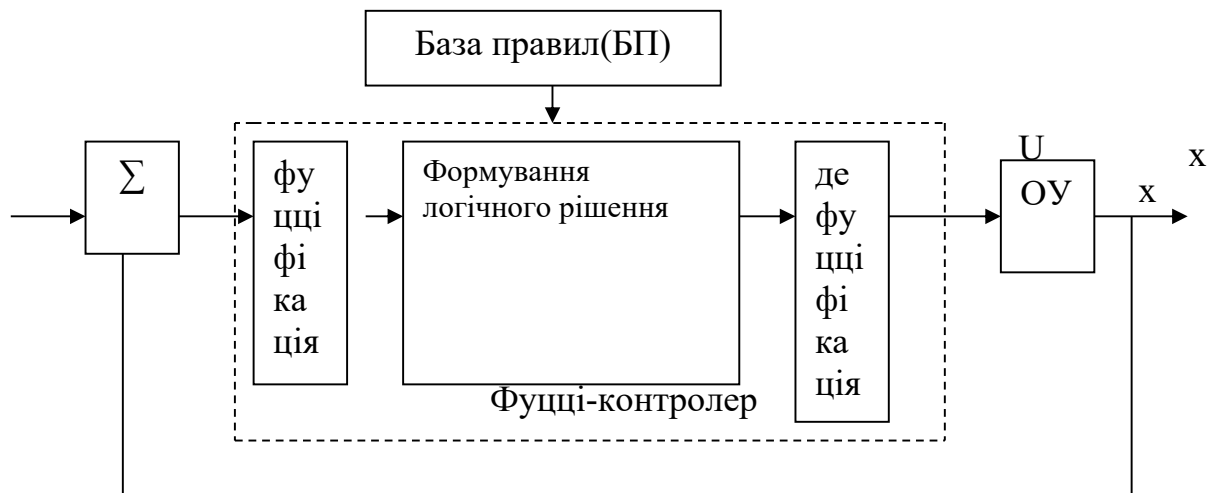 База правил(БП)
∑
фу
цці
фі
ка
ція
Формування
логічного рішення
де
фу
цці
фі
ка
ція
Фуцці-контролер
U
ОУ
x
x